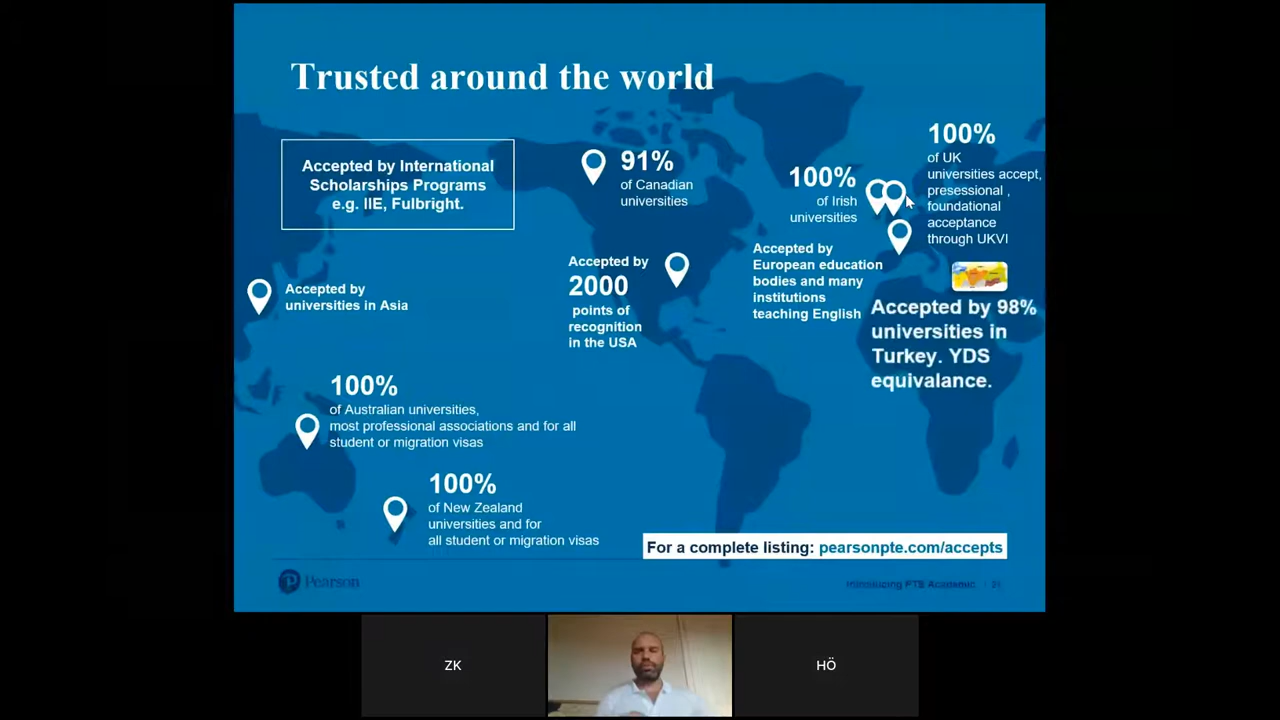 Trusted around the world
Accepted by International
Scholarships Programs
e.g. IIE, Fulbright.
91%
of Canadian
universities
100%
of Irish
universities
100%
of UK
universities accept,
presessional ,
foundational
acceptance
through UKVI
Accepted by
universities in Asia
Accepted by
2000
points of
recognition
in the USA
Accepted by
European education
bodies and many
institutions
teaching English
Accepted by 98%
universities in
Turkey. YDS
equivalance.
100%
of Australian universities,
most professional associations and for all
student or migration visas
100%
of New Zealand
universities and for
all student or migration visas
For a complete listing: pearsonpte.com/accepts
Pearson
Introducing PTE Academic
ZK
HÖ